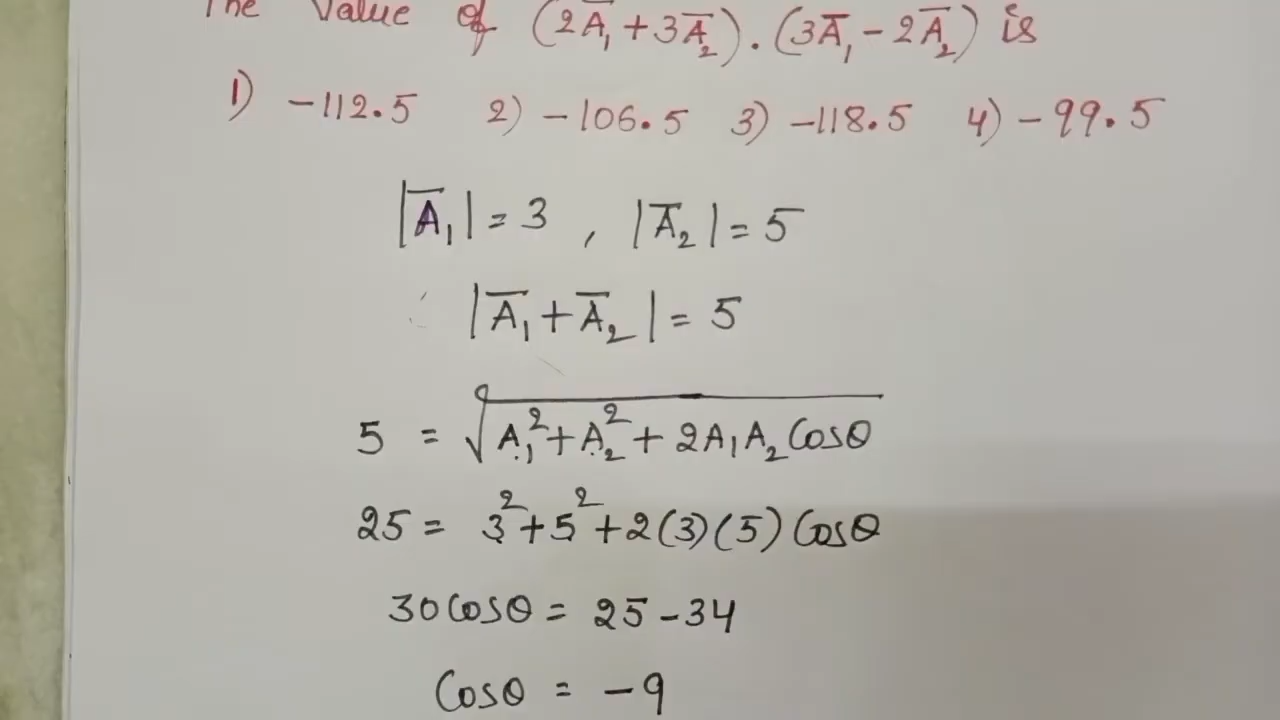 The Value of (2A̅₁ + 3A̅₂) . (3A̅₁ - 2A̅₂) is
1) -112.5 2) -106.5 3) -118.5 4) -99.5
|A̅₁| = 3 , |A̅₂| = 5
|A̅₁ + A̅₂| = 5
5 = √(A₁² + A₂² + 2A₁A₂ Cosθ)
25 = 3² + 5² + 2(3)(5) Cosθ
30 Cosθ = 25 - 34
Cosθ = -9